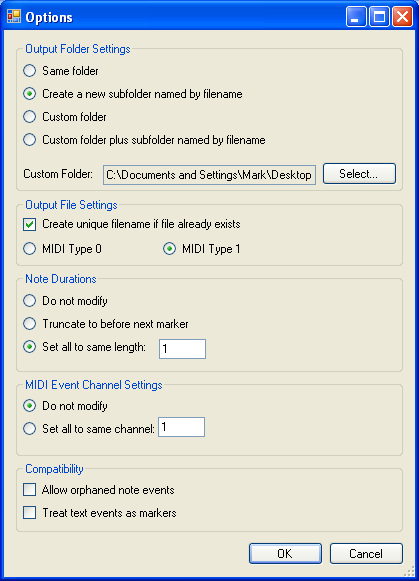 Options
Output Folder Settings
Same folder
Create a new subfolder named by filename
Custom folder
Custom folder plus subfolder named by filename
Custom Folder: C:\Documents and Settings\Mark\Desktop Select...
Output File Settings
Create unique filename if file already exists
MIDI Type 0 MIDI Type 1
Note Durations
Do not modify
Truncate to before next marker
Set all to same length: 1
MIDI Event Channel Settings
Do not modify
Set all to same channel: 1
Compatibility
Allow orphaned note events
Treat text events as markers
OK Cancel